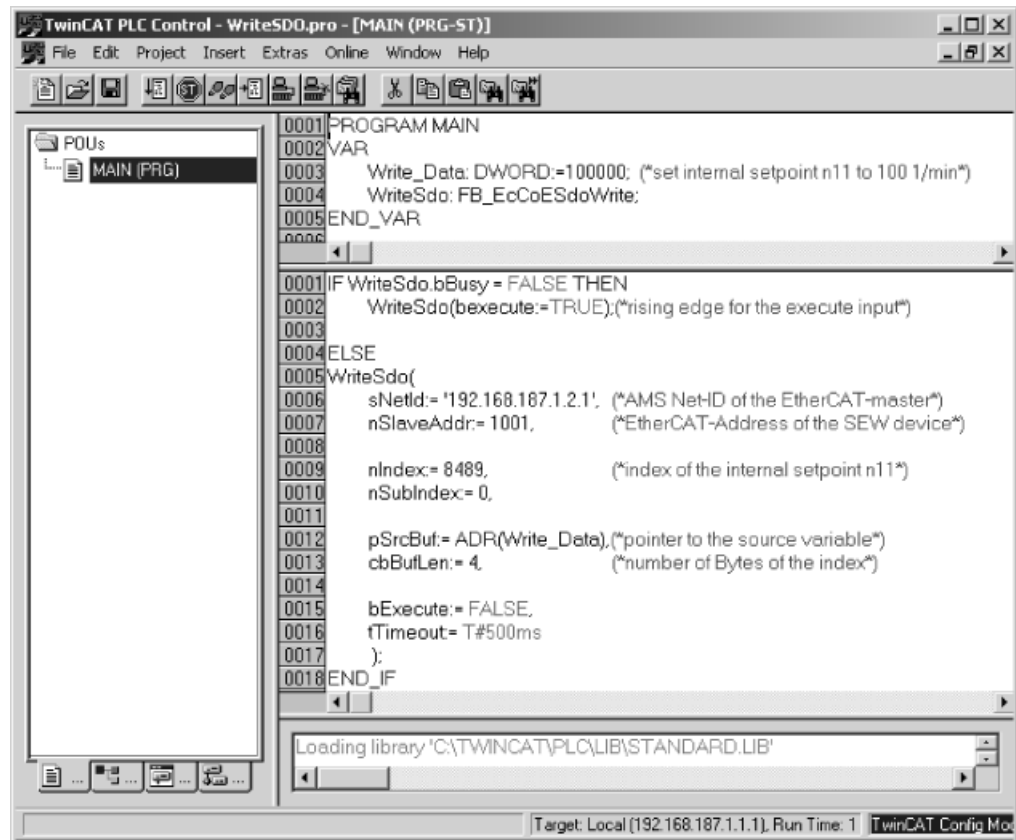 TwinCAT PLC Control - WriteSDO.pro - [MAIN (PRG-ST)]
File Edit Project Insert Extras Online Window Help
POUs
MAIN (PRG)
0001 PROGRAM MAIN
0002 VAR
0003 Write_Data: DWORD:=100000; (*set internal setpoint n11 to 100 1/min*)
0004 WriteSdo: FB_EcCoESdoWrite;
0005 END_VAR
0006
0001 IF WriteSdo.bBusy = FALSE THEN
0002 WriteSdo(bexecute:=TRUE);(*rising edge for the execute input*)
0003
0004 ELSE
0005 WriteSdo(
0006 sNetId:= '192.168.187.1.2.1', (*AMS Net-ID of the EtherCAT-master*)
0007 nSlaveAddr:= 1001, (*EtherCAT-Address of the SEW device*)
0008
0009 nIndex:= 8489, (*index of the internal setpoint n11*)
0010 nSubIndex:= 0,
0011
0012 pSrcBuf:= ADR(Write_Data),(*pointer to the source variable*)
0013 cbBufLen:= 4, (*number of Bytes of the index*)
0014
0015 bExecute:= FALSE,
0016 tTimeout:= T#500ms
0017 );
0018 END_IF
Loading library 'C:\TWINCAT\PLC\LIB\STANDARD.LIB'
... ... ... ...
Target: Local (192.168.187.1.1.1), Run Time: 1 TwinCAT Config Mo